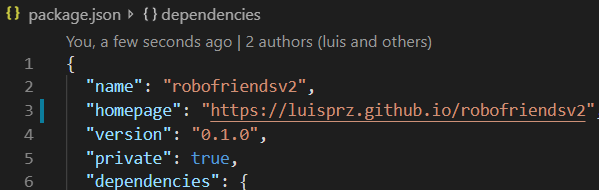 package.json > dependencies
You, a few seconds ago | 2 authors (luis and others)
1 {
2 "name": "robofriendsv2",
3 "homepage": "https://luisprz.github.io/robofriendsv2",
4 "version": "0.1.0",
5 "private": true,
6 "dependencies": {